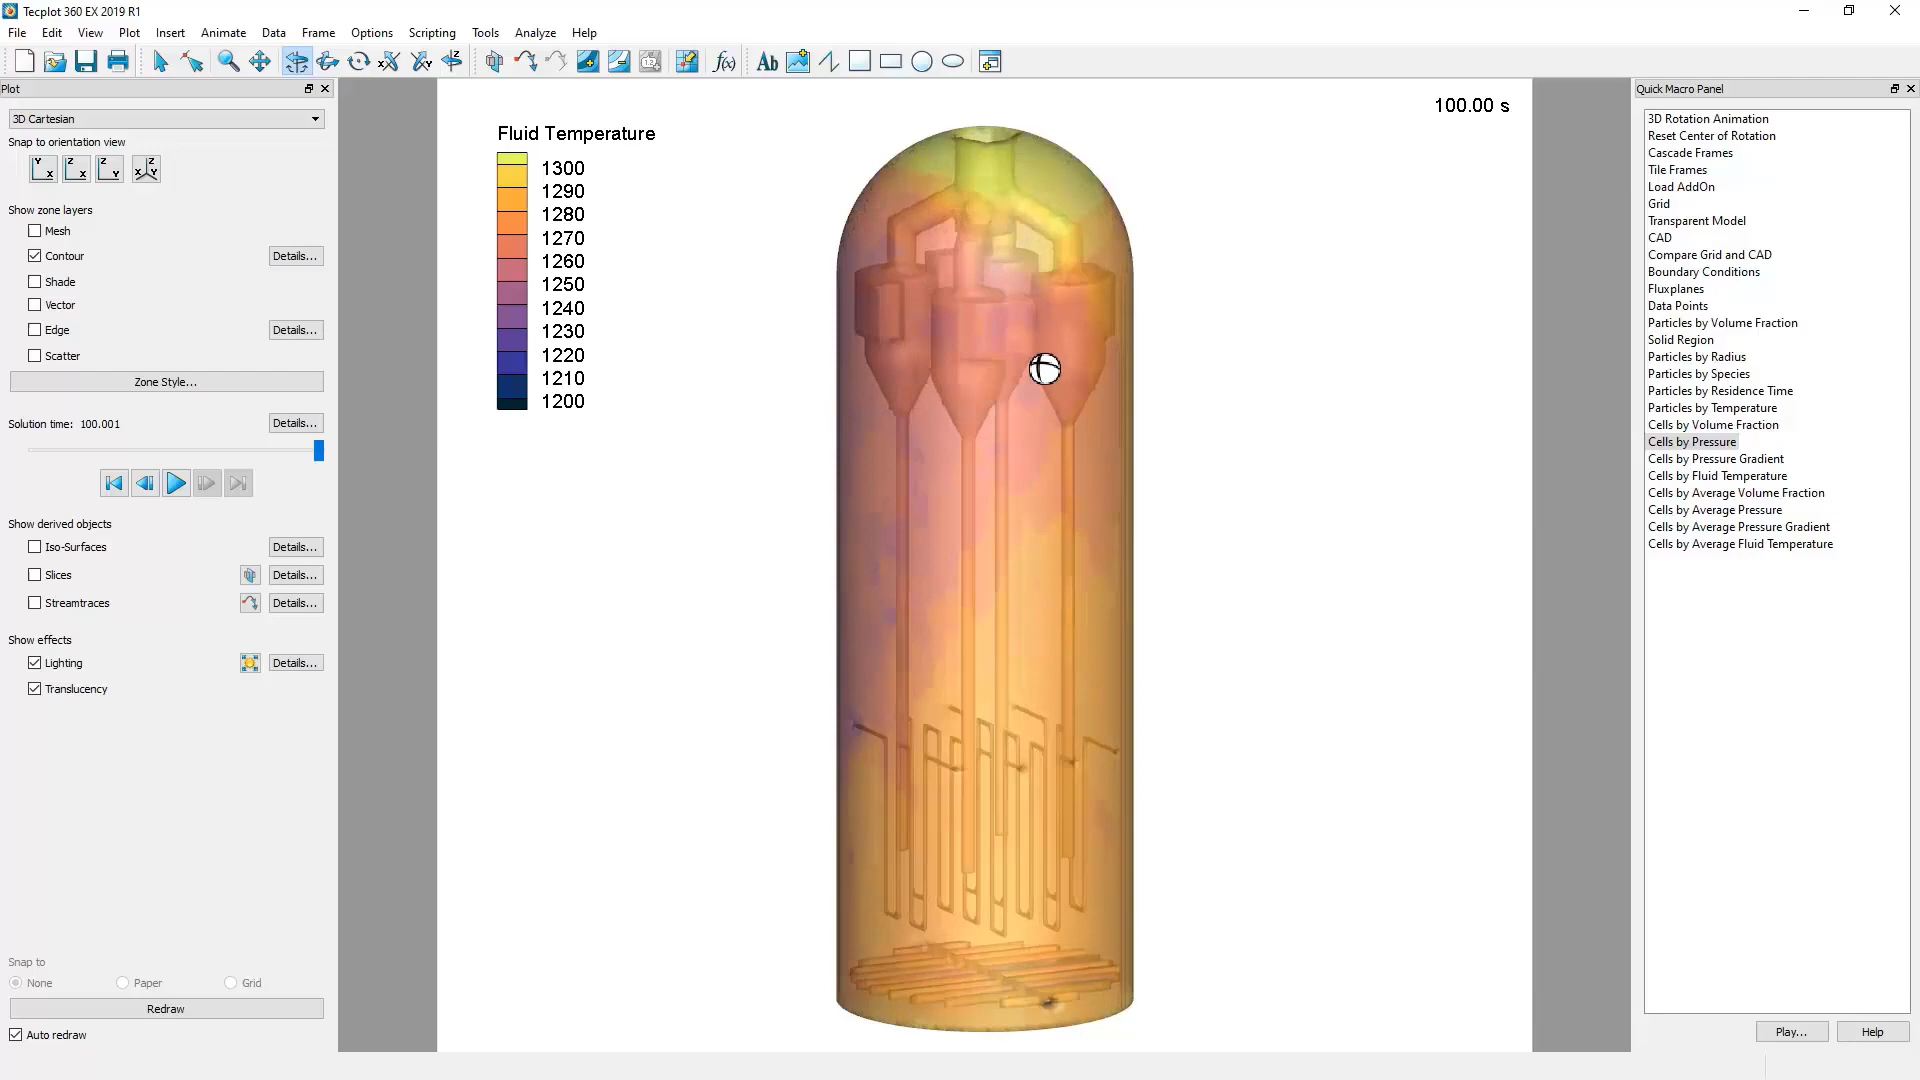 Tecplot 360 EX 2019 R1
File Edit View Plot Insert Animate Data Frame Options Scripting Tools Analyze Help
Plot
3D Cartesian
Snap to orientation view
Y X Z X Z Y Z X Y
Show zone layers
Mesh
Contour Details...
Shade
Vector
Edge Details...
Scatter
Zone Style...
Solution time: 100.001 Details...
Show derived objects
Iso-Surfaces Details...
Slices Details...
Streamtraces Details...
Show effects
Lighting Details...
Translucency
Snap to
None Paper Grid
Redraw
Auto redraw
Ab
f(x)
100.00 s
Fluid Temperature
1300
1290
1280
1270
1260
1250
1240
1230
1220
1210
1200
Quick Macro Panel
3D Rotation Animation
Reset Center of Rotation
Cascade Frames
Tile Frames
Load AddOn
Grid
Transparent Model
CAD
Compare Grid and CAD
Boundary Conditions
Fluxplanes
Data Points
Particles by Volume Fraction
Solid Region
Particles by Radius
Particles by Species
Particles by Residence Time
Particles by Temperature
Cells by Volume Fraction
Cells by Pressure
Cells by Pressure Gradient
Cells by Fluid Temperature
Cells by Average Volume Fraction
Cells by Average Pressure
Cells by Average Pressure Gradient
Cells by Average Fluid Temperature
Play... Help